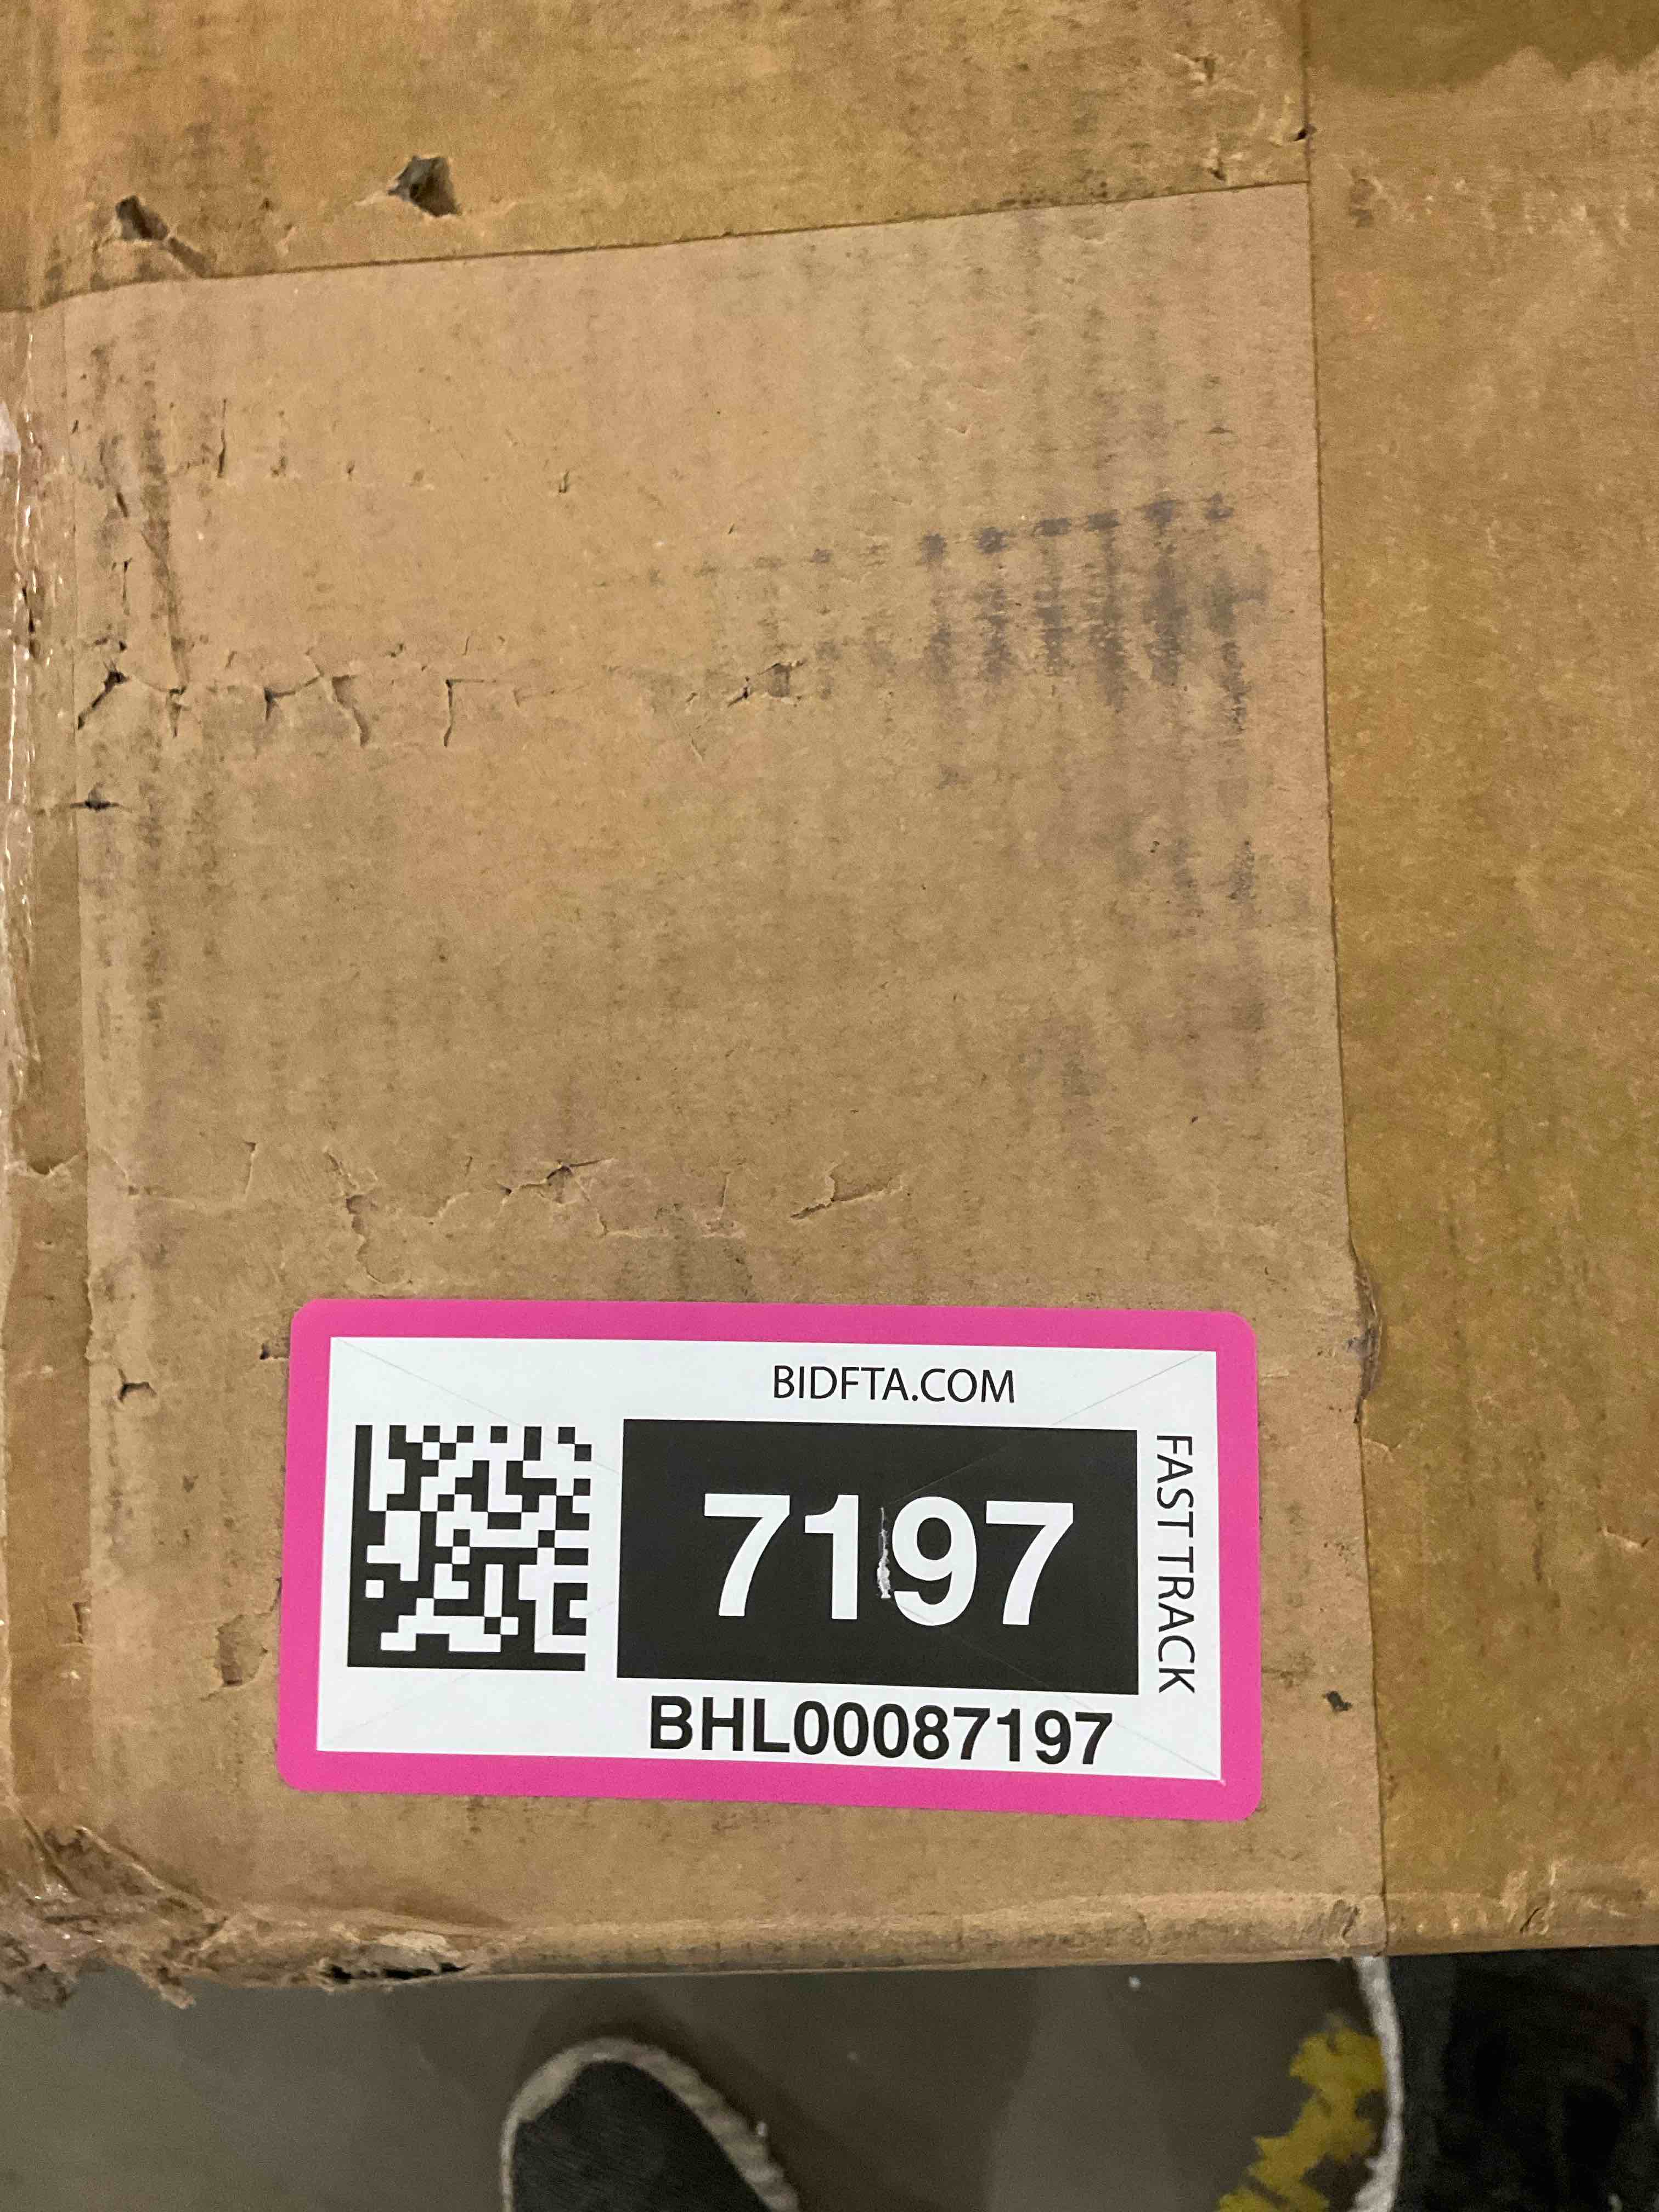 BIDFTA.COM
7197
FAST TRACK
BHL00087197